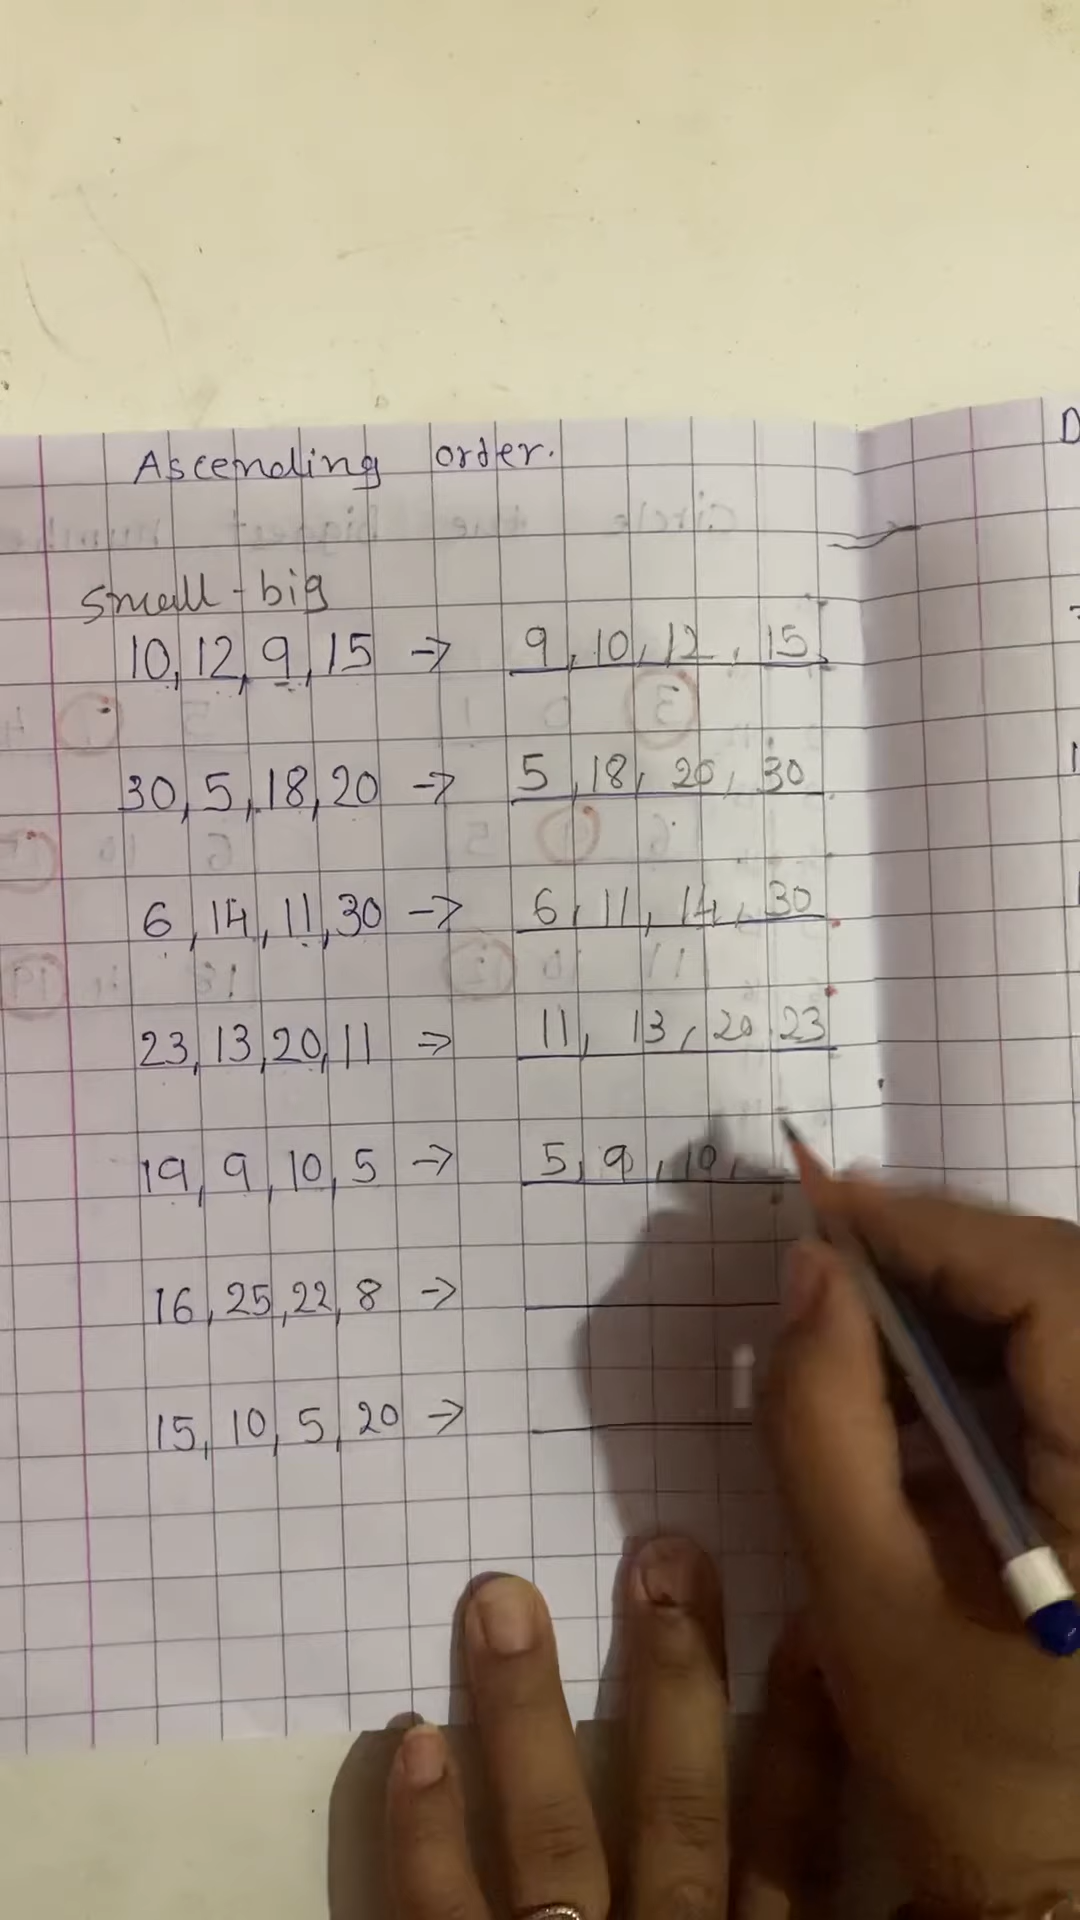 Ascending order.
Small - big
10, 12, 9, 15 -> 9, 10, 12, 15
30, 5, 18, 20 -> 5, 18, 20, 30
6, 14, 11, 30 -> 6, 11, 14, 30
23, 13, 20, 11 -> 11, 13, 20, 23
19, 9, 10, 5 -> 5, 9, 10,
16, 25, 22, 8 ->
15, 10, 5, 20 ->
D